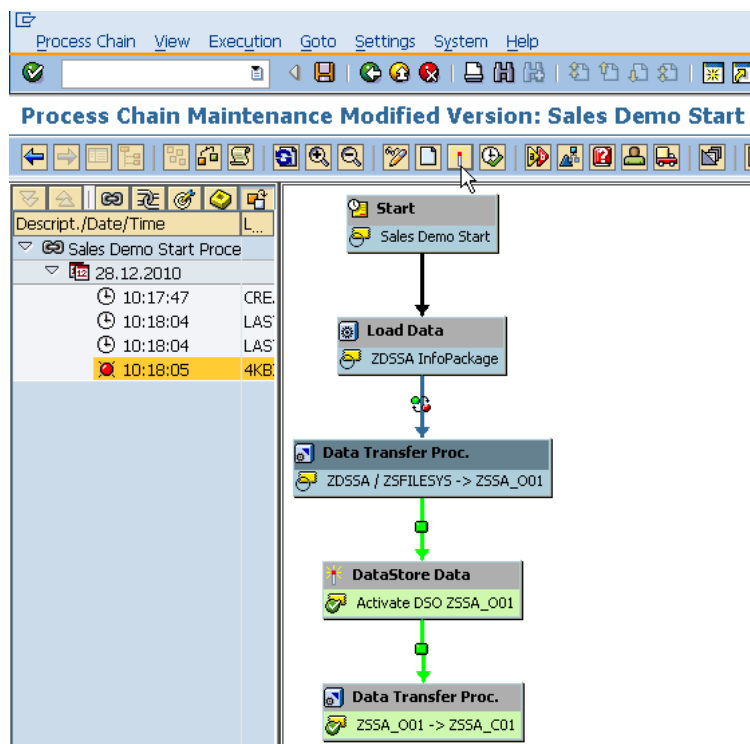 Process Chain View Execution Goto Settings System Help
Process Chain Maintenance Modified Version: Sales Demo Start
Descript./Date/Time L...
Sales Demo Start Proce
28.12.2010
10:17:47 CRE.
10:18:04 LAS
10:18:04 LAS
10:18:05 4KB
Start
Sales Demo Start
Load Data
ZDSSA InfoPackage
Data Transfer Proc.
ZDSSA / ZSFILESYS -> ZSSA_O01
DataStore Data
Activate DSO ZSSA_O01
Data Transfer Proc.
ZSSA_O01 -> ZSSA_C01